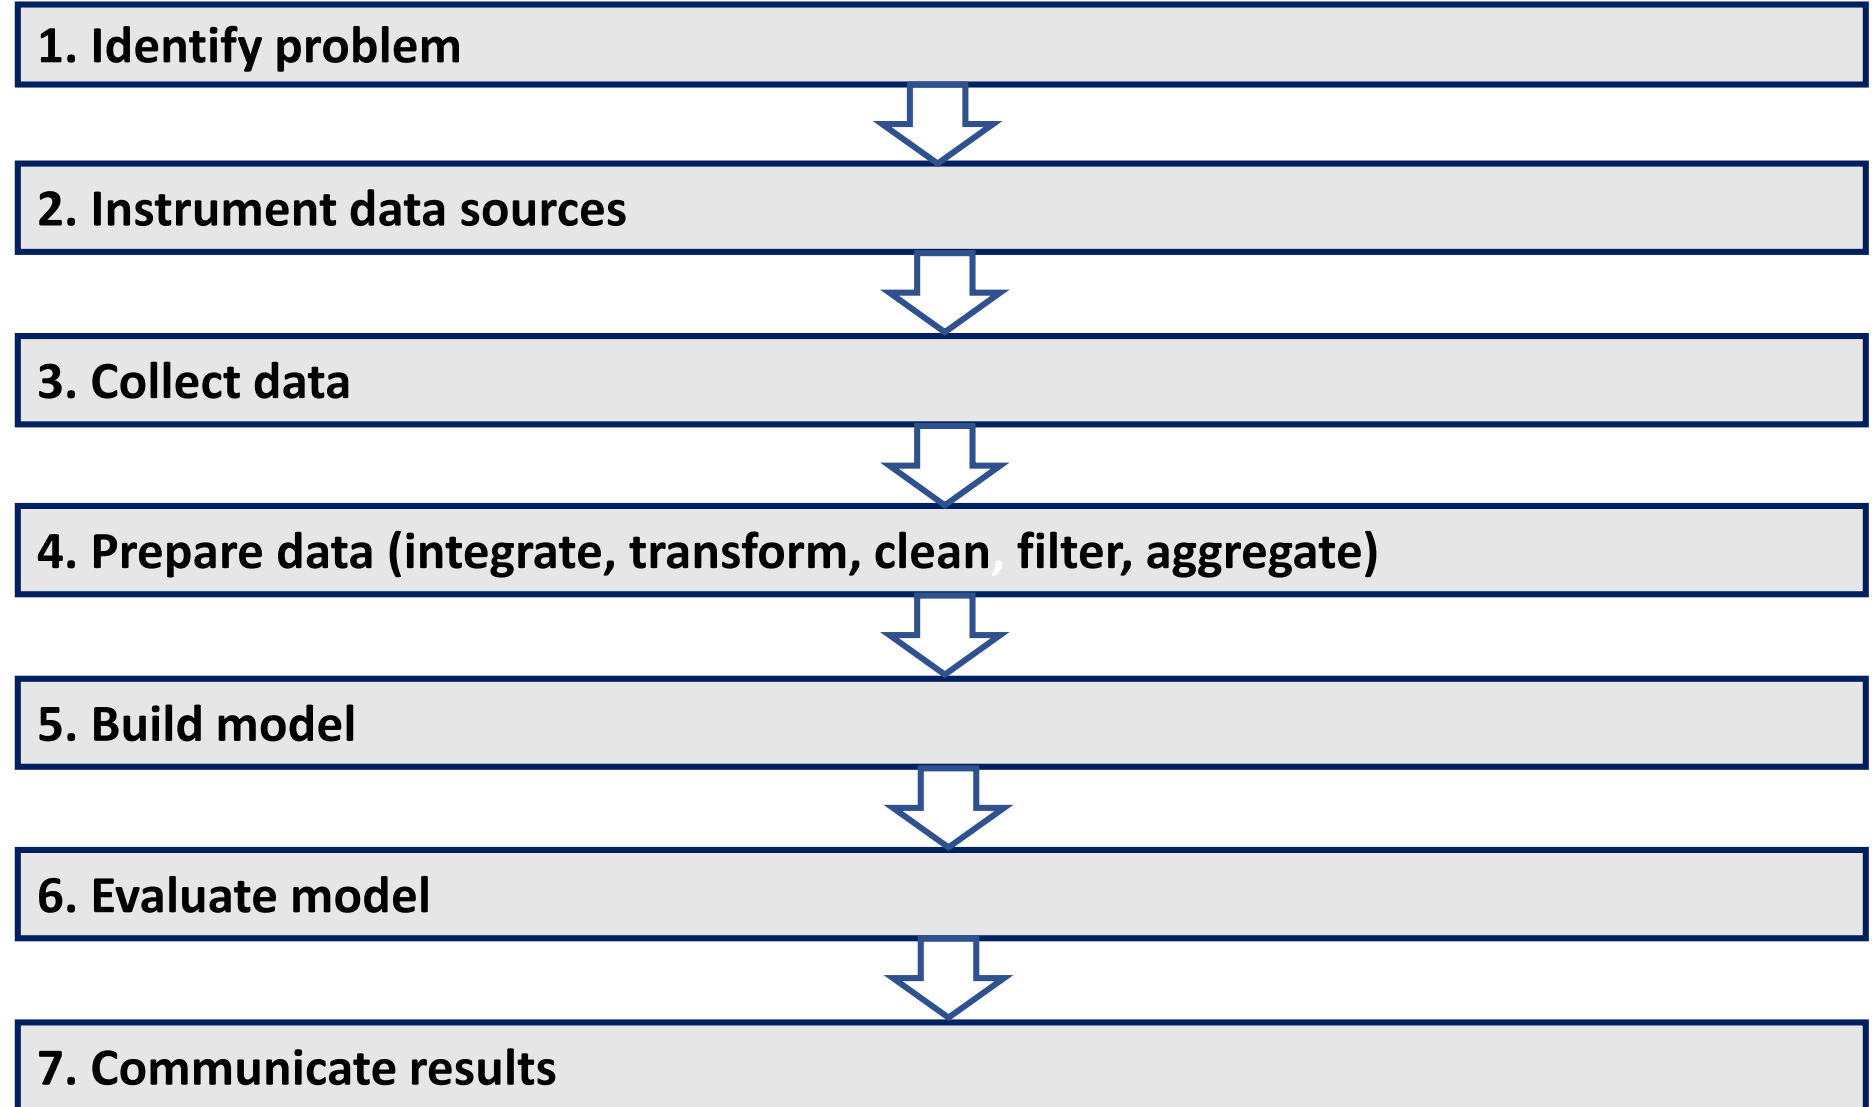 1. Identify problem
2. Instrument data sources
3. Collect data
4. Prepare data (integrate, transform, clean, filter, aggregate)
5. Build model
6. Evaluate model
7. Communicate results